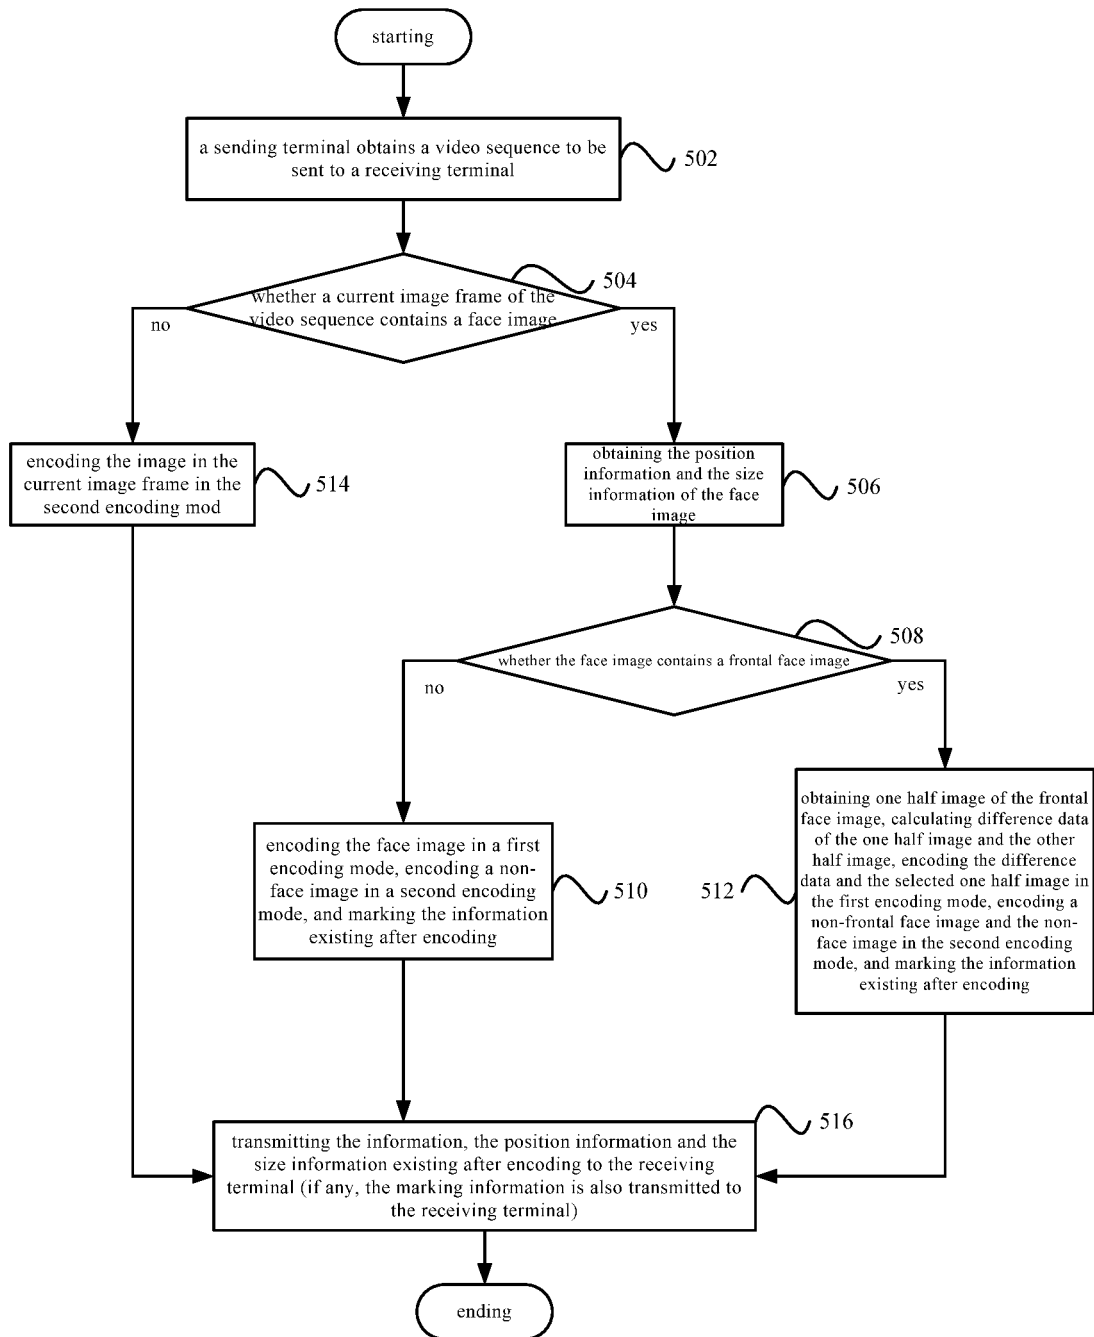 starting
a sending terminal obtains a video sequence to be
sent to a receiving terminal
502
504
whether a current image frame of the
video sequence contains a face image
no
yes
encoding the image in the
current image frame in the
second encoding mod
514
obtaining the position
information and the size
information of the face
image
506
508
whether the face image contains a frontal face image
no
yes
encoding the face image in a first
encoding mode, encoding a non-
face image in a second encoding
mode, and marking the information
existing after encoding
510
512
obtaining one half image of the frontal
face image, calculating difference data
of the one half image and the other
half image, encoding the difference
data and the selected one half image in
the first encoding mode, encoding a
non-frontal face image and the non-
face image in the second encoding
mode, and marking the information
existing after encoding
516
transmitting the information, the position information and the
size information existing after encoding to the receiving
terminal (if any, the marking information is also transmitted to
the receiving terminal)
ending